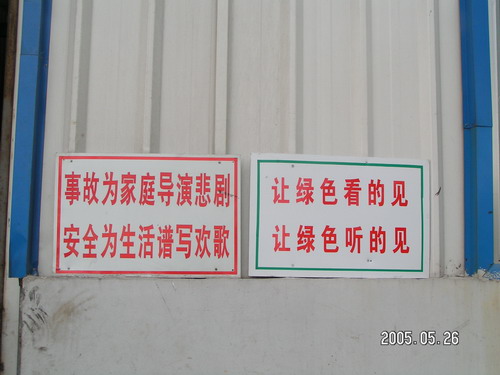 事故为家庭导演悲剧
安全为生活谱写欢歌
让绿色看的见
让绿色听的见
2005.05.26